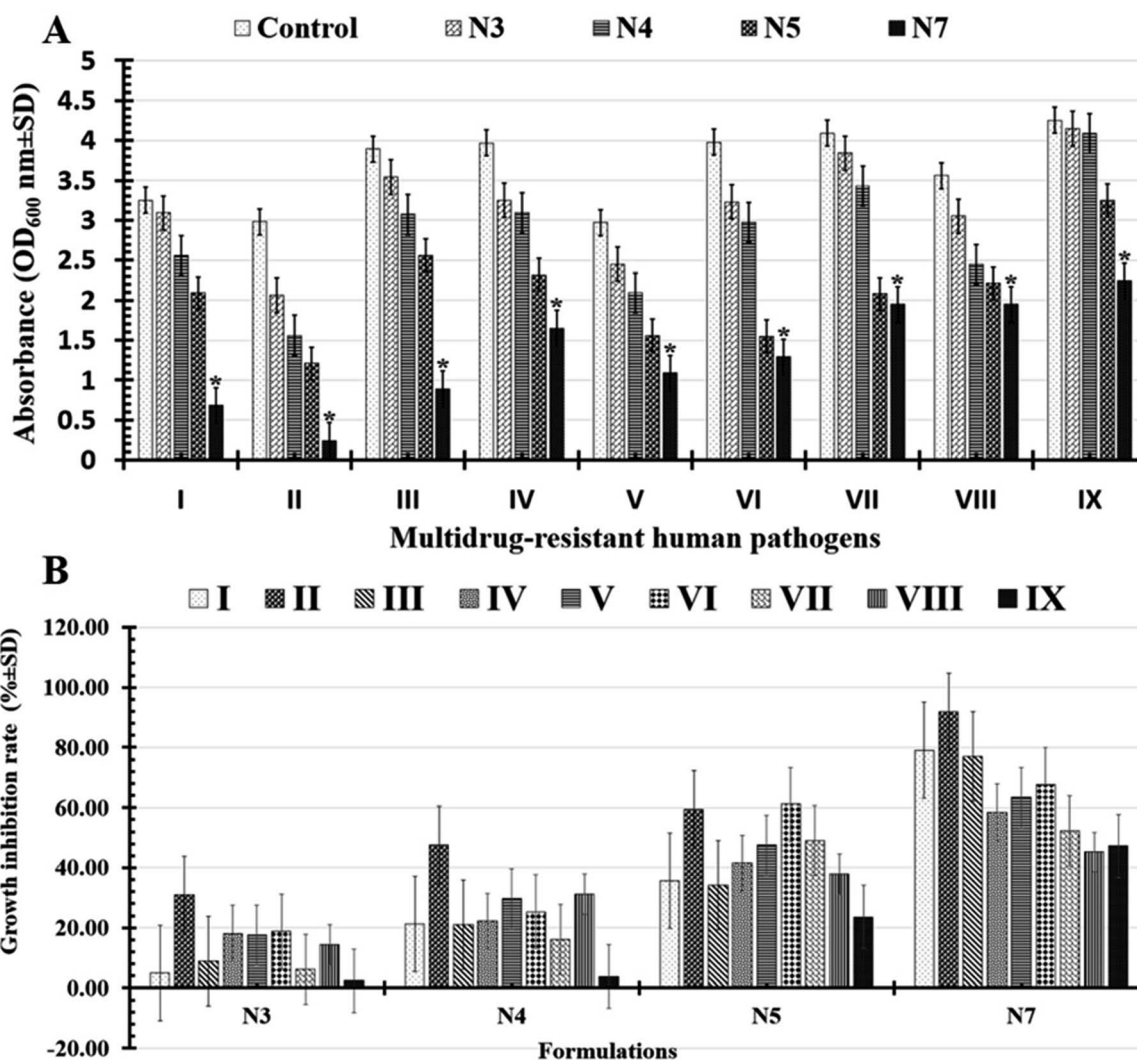 A
Control N3 N4 N5 N7
Absorbance (OD600 nm±SD)
5
4.5
4
3.5
3
2.5
2
1.5
1
0.5
0
* * * * * * * * *
I II III IV V VI VII VIII IX
Multidrug-resistant human pathogens
B
I II III IV V VI VII VIII IX
Growth inhibition rate (%±SD)
120.00
100.00
80.00
60.00
40.00
20.00
0.00
-20.00
N3 N4 N5 N7
Formulations